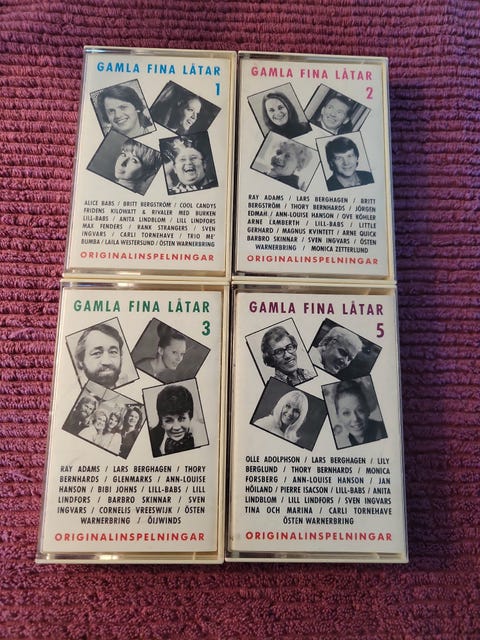 GAMLA FINA LÅTAR
1
ALICE BABS / BRITT BERGSTRÖM / COOL CANDYS
FRIDENS KILOWATT & RIVALER MED BURKEN
LILL-BABS / ANITA LINDBLOM / LILL LINDFORS
MAX FENDERS / RANK STRANGERS / SVEN
INGVARS / CARLI TORNEHAVE / TRIO ME'
BUMBA / LAILA WESTERSUND / ÖSTEN WARNERBRING
ORIGINALINSPELNINGAR
GAMLA FINA LÅTAR
2
RAY ADAMS / LARS BERGHAGEN / BRITT
BERGSTRÖM / THORY BERNHARDS / JÖRGEN
EDMAN / ANN-LOUISE HANSON / OVE KÖHLER
ARNE LAMBERTH / LILL-BABS / LITTLE
GERHARD / MAGNUS KVINTETT / ARNE QUICK
BARBRO SKINNAR / SVEN INGVARS / ÖSTEN
WARNERBRING / MONICA ZETTERLUND
ORIGINALINSPELNINGAR
GAMLA FINA LÅTAR
3
RAY ADAMS / LARS BERGHAGEN / THORY
BERNHARDS / GLENMARKS / ANN-LOUISE
HANSON / BIBI JOHNS / LILL-BABS / LILL
LINDFORS / BARBRO SKINNAR / SVEN
INGVARS / CORNELIS VREESWIJK / ÖSTEN
WARNERBRING / ÖIJWINDS
ORIGINALINSPELNINGAR
GAMLA FINA LÅTAR
5
OLLE ADOLPHSON / LARS BERGHAGEN / LILY
BERGLUND / THORY BERNHARDS / MONICA
FORSBERG / ANN-LOUISE HANSON / JAN
HÖILAND / PIERRE ISACSON / LILL-BABS / ANITA
LINDBLOM / LILL LINDFORS / SVEN INGVARS
TINA OCH MARINA / CARLI TORNEHAVE
ÖSTEN WARNERBRING
ORIGINALINSPELNINGAR